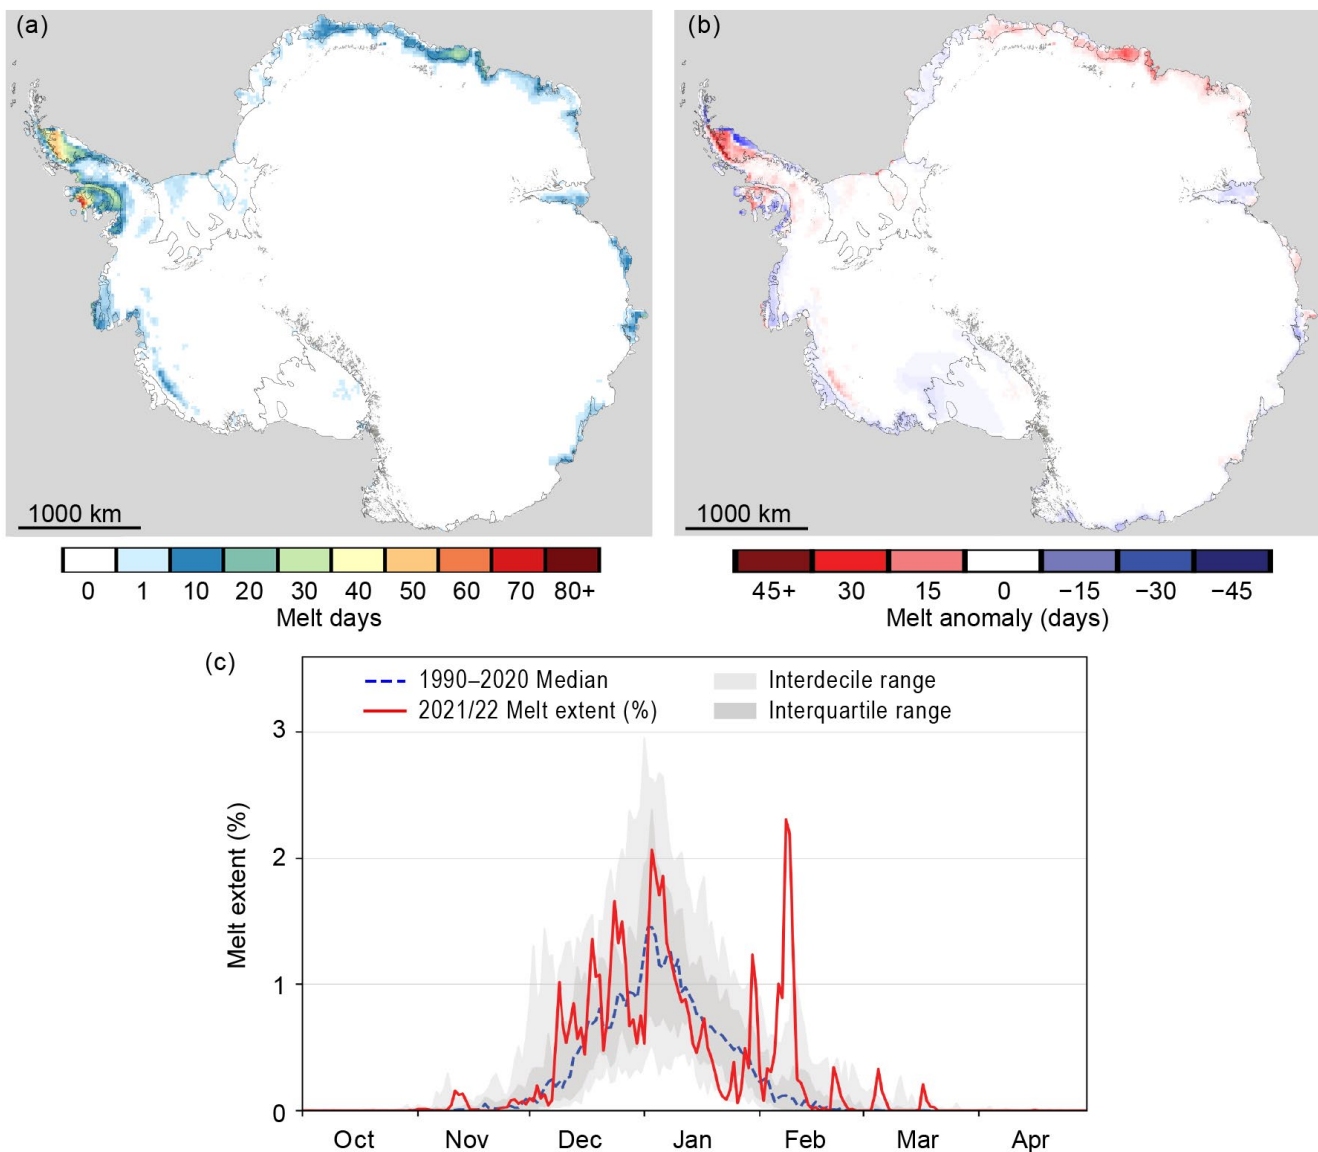 (a)
(b)
1000 km
1000 km
0 1 10 20 30 40 50 60 70 80+
Melt days
45+ 30 15 0 −15 −30 −45
Melt anomaly (days)
(c)
1990–2020 Median
2021/22 Melt extent (%)
Interdecile range
Interquartile range
Melt extent (%)
3
2
1
0
Oct Nov Dec Jan Feb Mar Apr